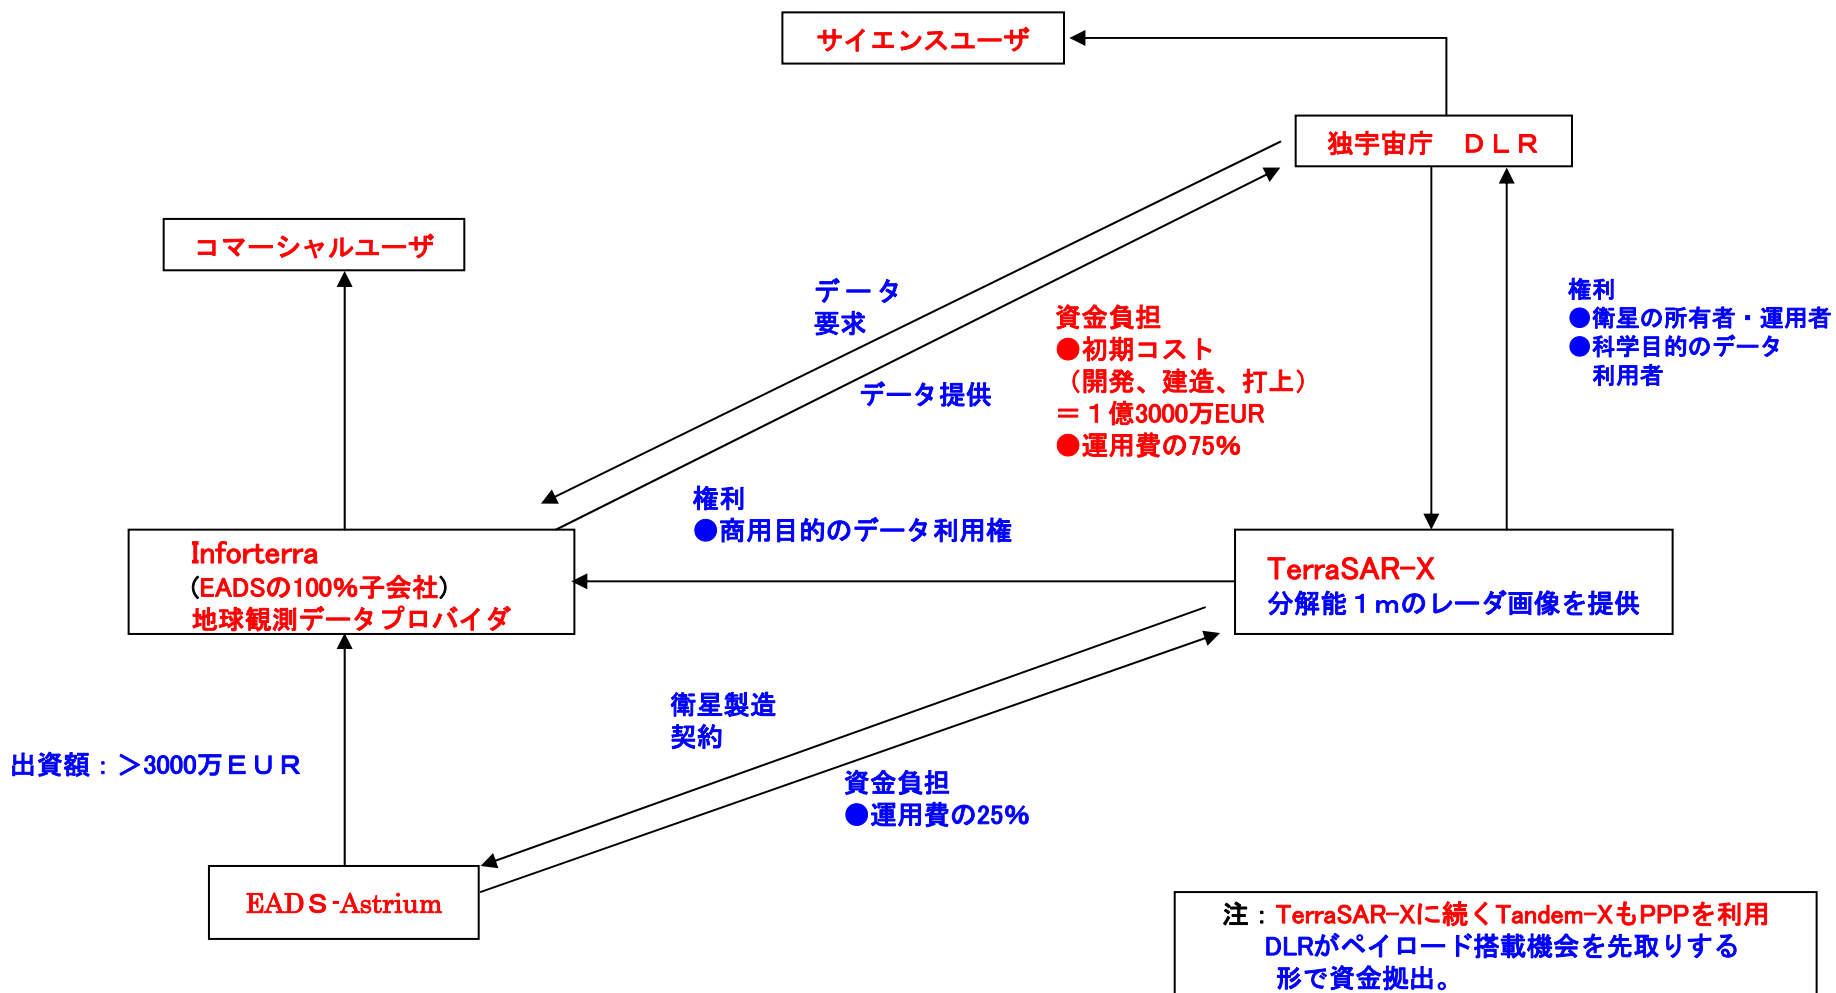 サイエンスユーザ
独宇宙庁　ＤＬＲ
コマーシャルユーザ
データ
要求
データ提供
資金負担
●初期コスト
（開発、建造、打上）
＝１億3000万EUR
●運用費の75%
権利
●衛星の所有者・運用者
●科学目的のデータ
利用者
権利
●商用目的のデータ利用権
Inforterra
(EADSの100%子会社)
地球観測データプロバイダ
TerraSAR-X
分解能１ｍのレーダ画像を提供
衛星製造
契約
出資額：＞3000万ＥＵＲ
資金負担
●運用費の25%
EADＳ-Astrium
注：TerraSAR-Xに続くTandem-XもPPPを利用
DLRがペイロード搭載機会を先取りする
形で資金拠出。